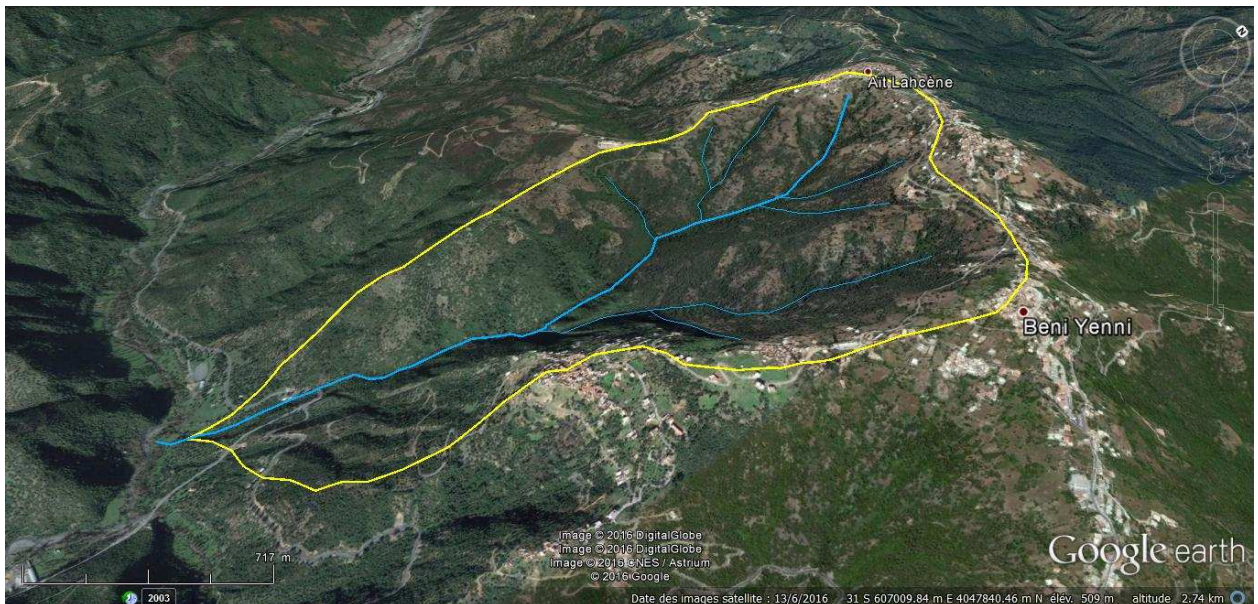 N
Ait Lahcène
Beni Yenni
717 m
Image © 2016 DigitalGlobe
Image © 2016 DigitalGlobe
Image © 2016 CNES / Astrium
© 2016 Google
Google earth
2003
Date des images satellite : 13/6/2016 31 S 607009.84 m E 4047840.46 m N élév. 509 m altitude 2.74 km